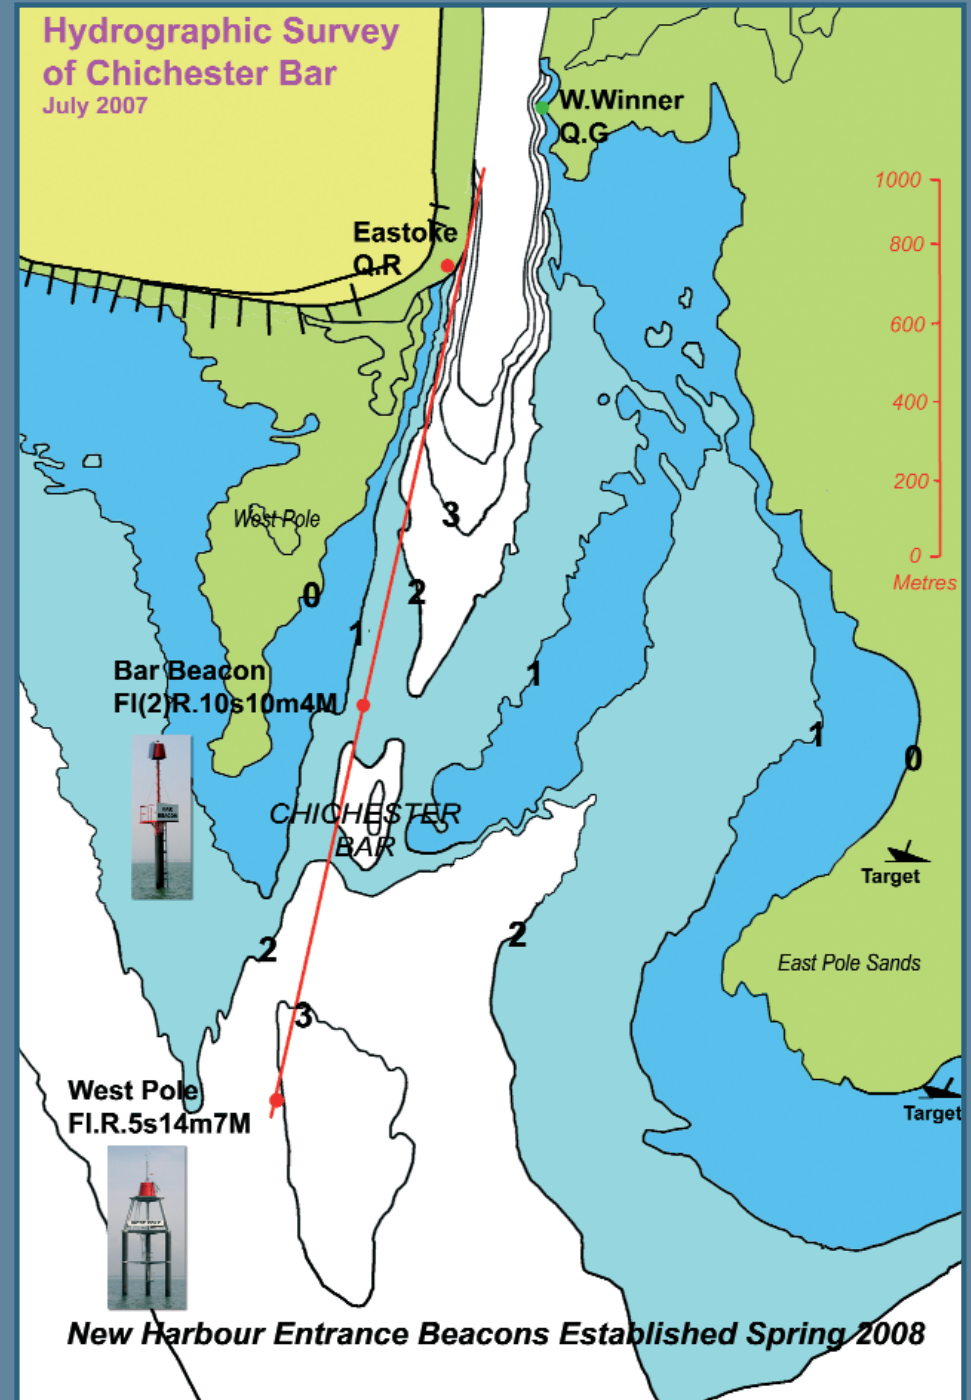 Hydrographic Survey
of Chichester Bar
July 2007
W.Winner
Q.G
1000
Eastoke
Q.R
800
600
400
200
3
West Pole
0
Metres
0
2
1
Bar Beacon
Fl(2)R.10s10m4M
1
1
0
CHICHESTER
BAR
Target
2
2
East Pole Sands
3
West Pole
Fl.R.5s14m7M
Target
New Harbour Entrance Beacons Established Spring 2008